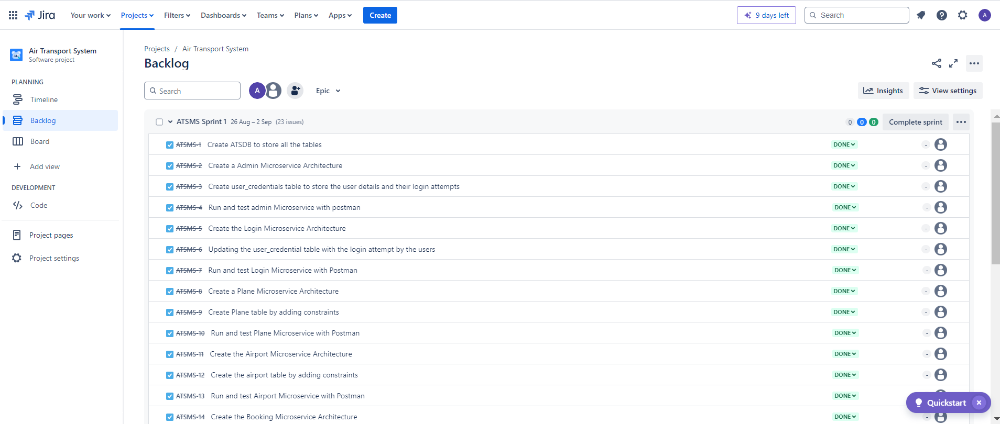 Jira Your work Projects Filters Dashboards Teams Plans Apps Create 9 days left Search A
Air Transport System
Software project
PLANNING
Timeline
Backlog
Board
Add view
DEVELOPMENT
Code
Project pages
Project settings
Projects / Air Transport System
Backlog
Search A Epic Insights View settings
ATSMS Sprint 1 26 Aug – 2 Sep (23 issues) 0 0 0 Complete sprint
ATSMS-1 Create ATSDB to store all the tables DONE -
ATSMS-2 Create a Admin Microservice Architecture DONE -
ATSMS-3 Create user_credentials table to store the user details and their login attempts DONE -
ATSMS-4 Run and test admin Microservice with postman DONE -
ATSMS-5 Create the Login Microservice Architecture DONE -
ATSMS-6 Updating the user_credential table with the login attempt by the users DONE -
ATSMS-7 Run and test Login Microservice with Postman DONE -
ATSMS-8 Create a Plane Microservice Architecture DONE -
ATSMS-9 Create Plane table by adding constraints DONE -
ATSMS-10 Run and test Plane Microservice with Postman DONE -
ATSMS-11 Create the Airport Microservice Architecture DONE -
ATSMS-12 Create the airport table by adding constraints DONE -
ATSMS-13 Run and test Airport Microservice with Postman DONE
Quickstart
ATSMS-14 Create the Booking Microservice Architecture DONE -